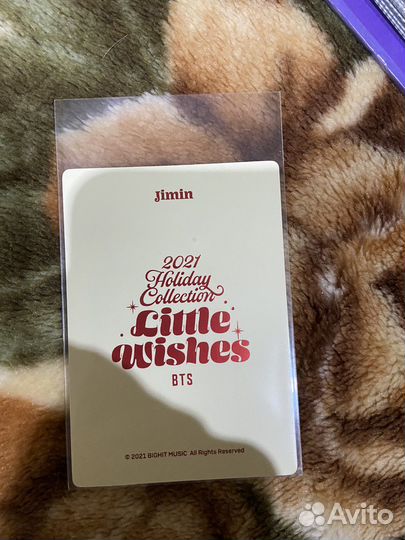 Jimin
2021
Holiday
Collection
Little
Wishes
BTS
© 2021 BIGHIT MUSIC All Rights Reserved
Avito